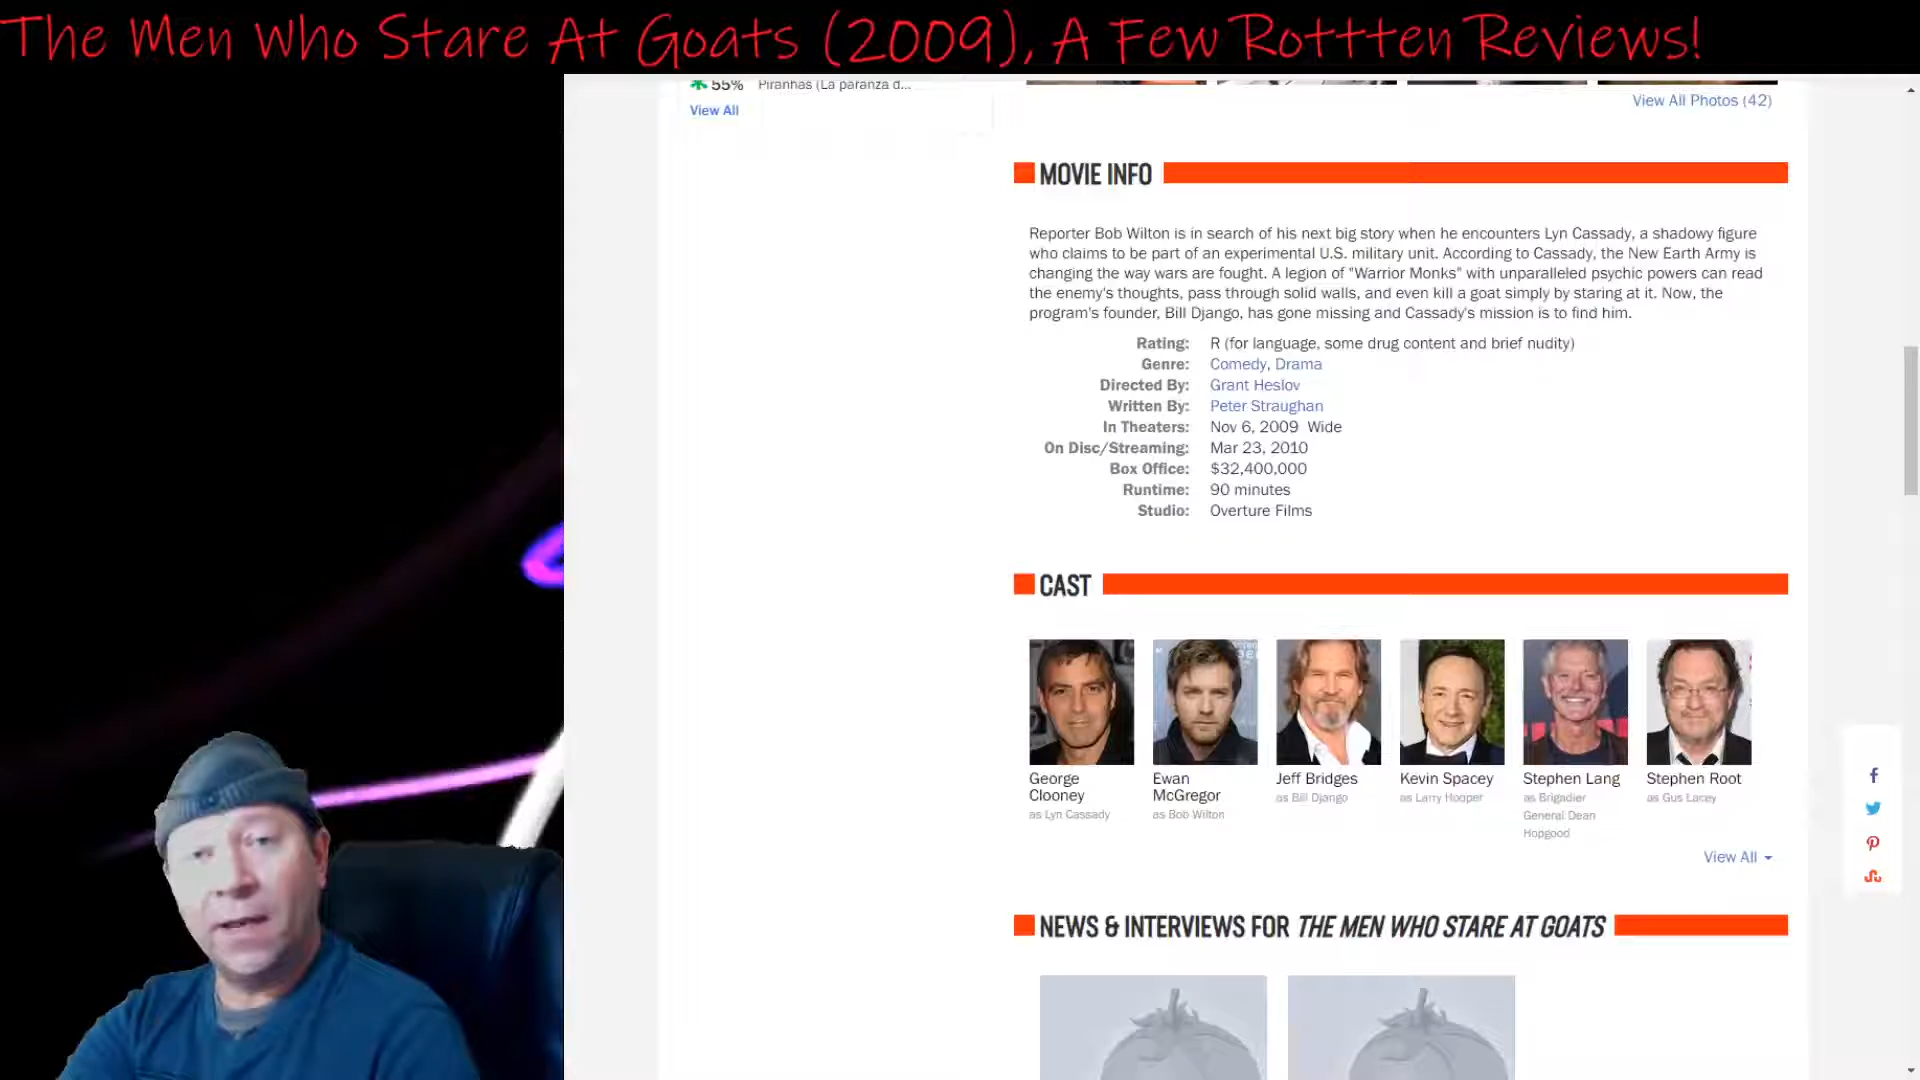 The Men Who Stare At Goats (2009), A Few Rottten Reviews!
55% Piranhas (La paranza d...
View All
View All Photos (42)
MOVIE INFO
Reporter Bob Wilton is in search of his next big story when he encounters Lyn Cassady, a shadowy figure
who claims to be part of an experimental U.S. military unit. According to Cassady, the New Earth Army is
changing the way wars are fought. A legion of "Warrior Monks" with unparalleled psychic powers can read
the enemy's thoughts, pass through solid walls, and even kill a goat simply by staring at it. Now, the
program's founder, Bill Django, has gone missing and Cassady's mission is to find him.
Rating: R (for language, some drug content and brief nudity)
Genre: Comedy, Drama
Directed By: Grant Heslov
Written By: Peter Straughan
In Theaters: Nov 6, 2009 Wide
On Disc/Streaming: Mar 23, 2010
Box Office: $32,400,000
Runtime: 90 minutes
Studio: Overture Films
CAST
George
Clooney
as Lyn Cassady
Ewan
McGregor
as Bob Wilton
Jeff Bridges
as Bill Django
Kevin Spacey
as Larry Hooper
Stephen Lang
as Brigadier
General Dean
Hopgood
Stephen Root
as Gus Lacey
View All
NEWS & INTERVIEWS FOR THE MEN WHO STARE AT GOATS